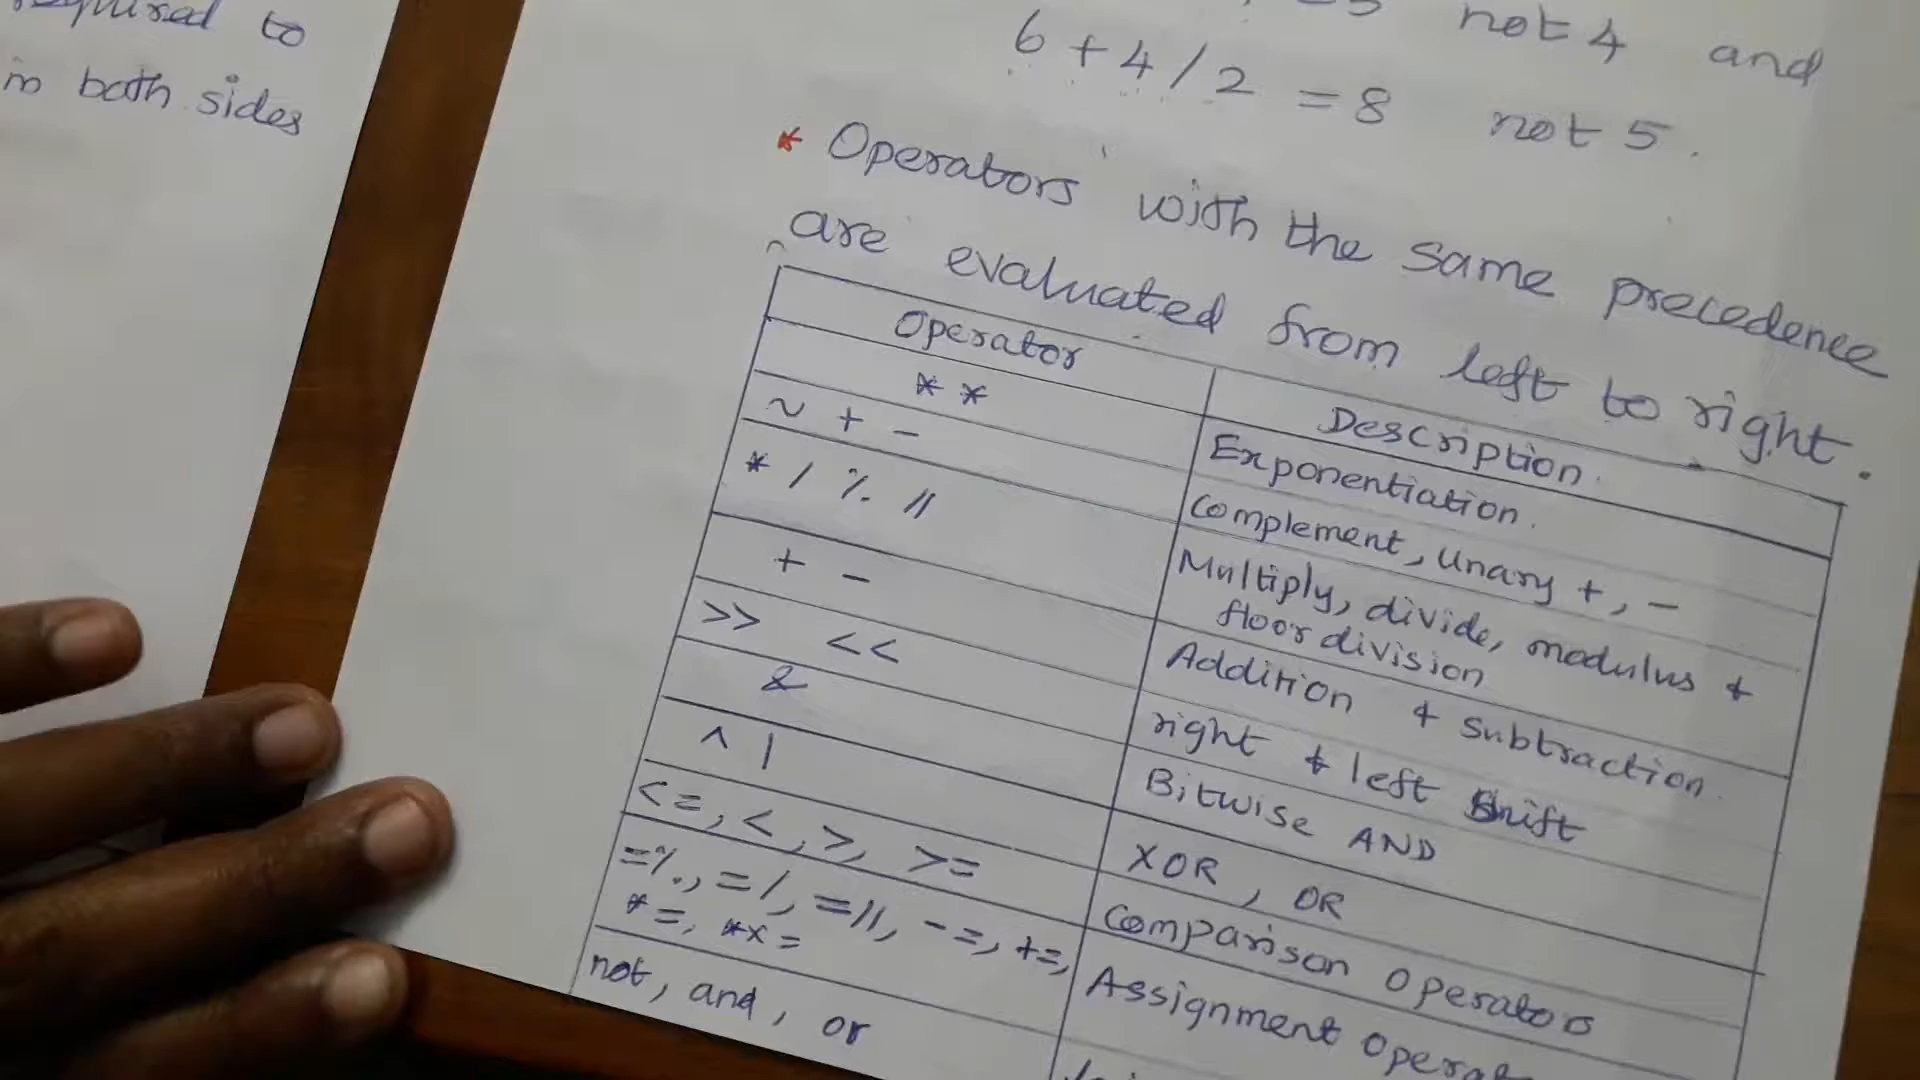 required to
in both sides
not 4 and
6 + 4 / 2 = 8 not 5.
* Operators with the same precedence
are evaluated from left to right.
Operator Description.
** Exponentiation.
~ + - Complement, Unary +, -
* / % // Multiply, divide, modulus &
floor division
+ - Addition & Subtraction.
>> << right & left shift
& Bitwise AND
^ | XOR, OR
<=, <, >, >= Comparison Operators
=%, =/, =//, -=, +=, Assignment
*=, **=
not, and, or